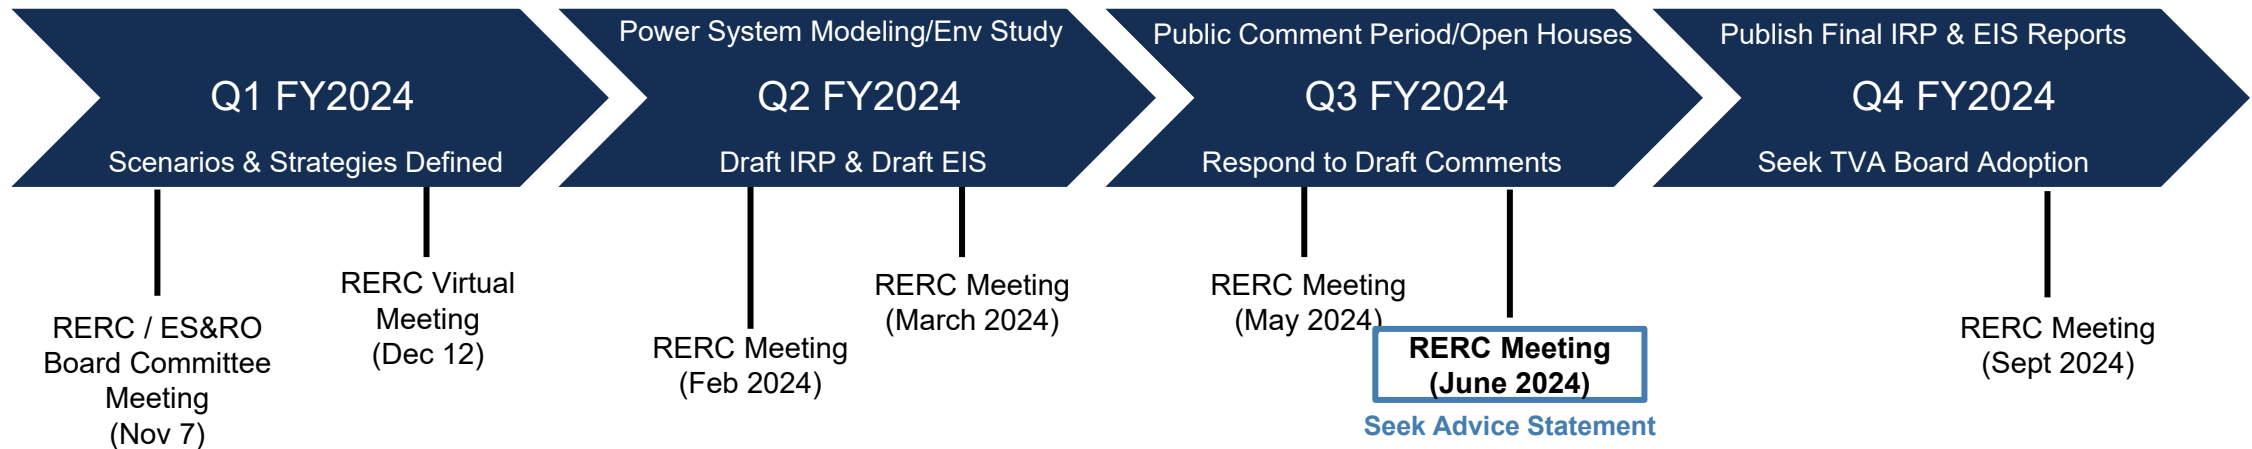 Q1 FY2024
Scenarios & Strategies Defined
Power System Modeling/Env Study
Q2 FY2024
Draft IRP & Draft EIS
Public Comment Period/Open Houses
Q3 FY2024
Respond to Draft Comments
Publish Final IRP & EIS Reports
Q4 FY2024
Seek TVA Board Adoption
RERC / ES&RO
Board Committee
Meeting
(Nov 7)
RERC Virtual
Meeting
(Dec 12)
RERC Meeting
(Feb 2024)
RERC Meeting
(March 2024)
RERC Meeting
(May 2024)
RERC Meeting
(June 2024)
Seek Advice Statement
RERC Meeting
(Sept 2024)